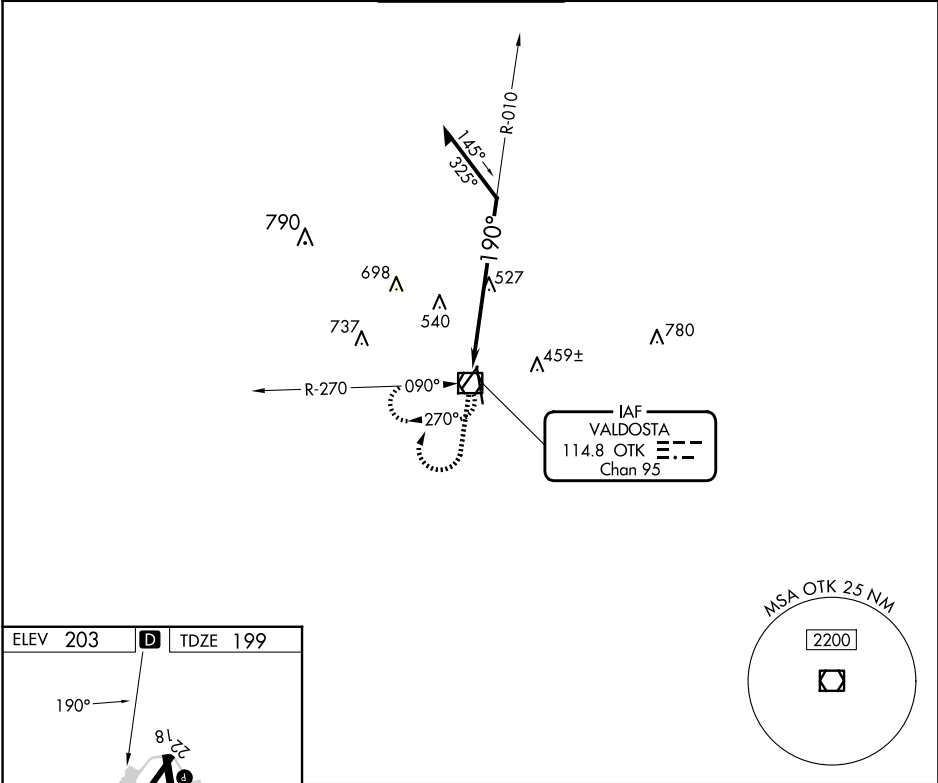 R-010
145°
325°
190°
790
698
527
540
737
780
459±
R-270
090°
270°
IAF
VALDOSTA
114.8 OTK
Chan 95
MSA OTK 25 NM
2200
ELEV 203 D TDZE 199
190°
22
18
P